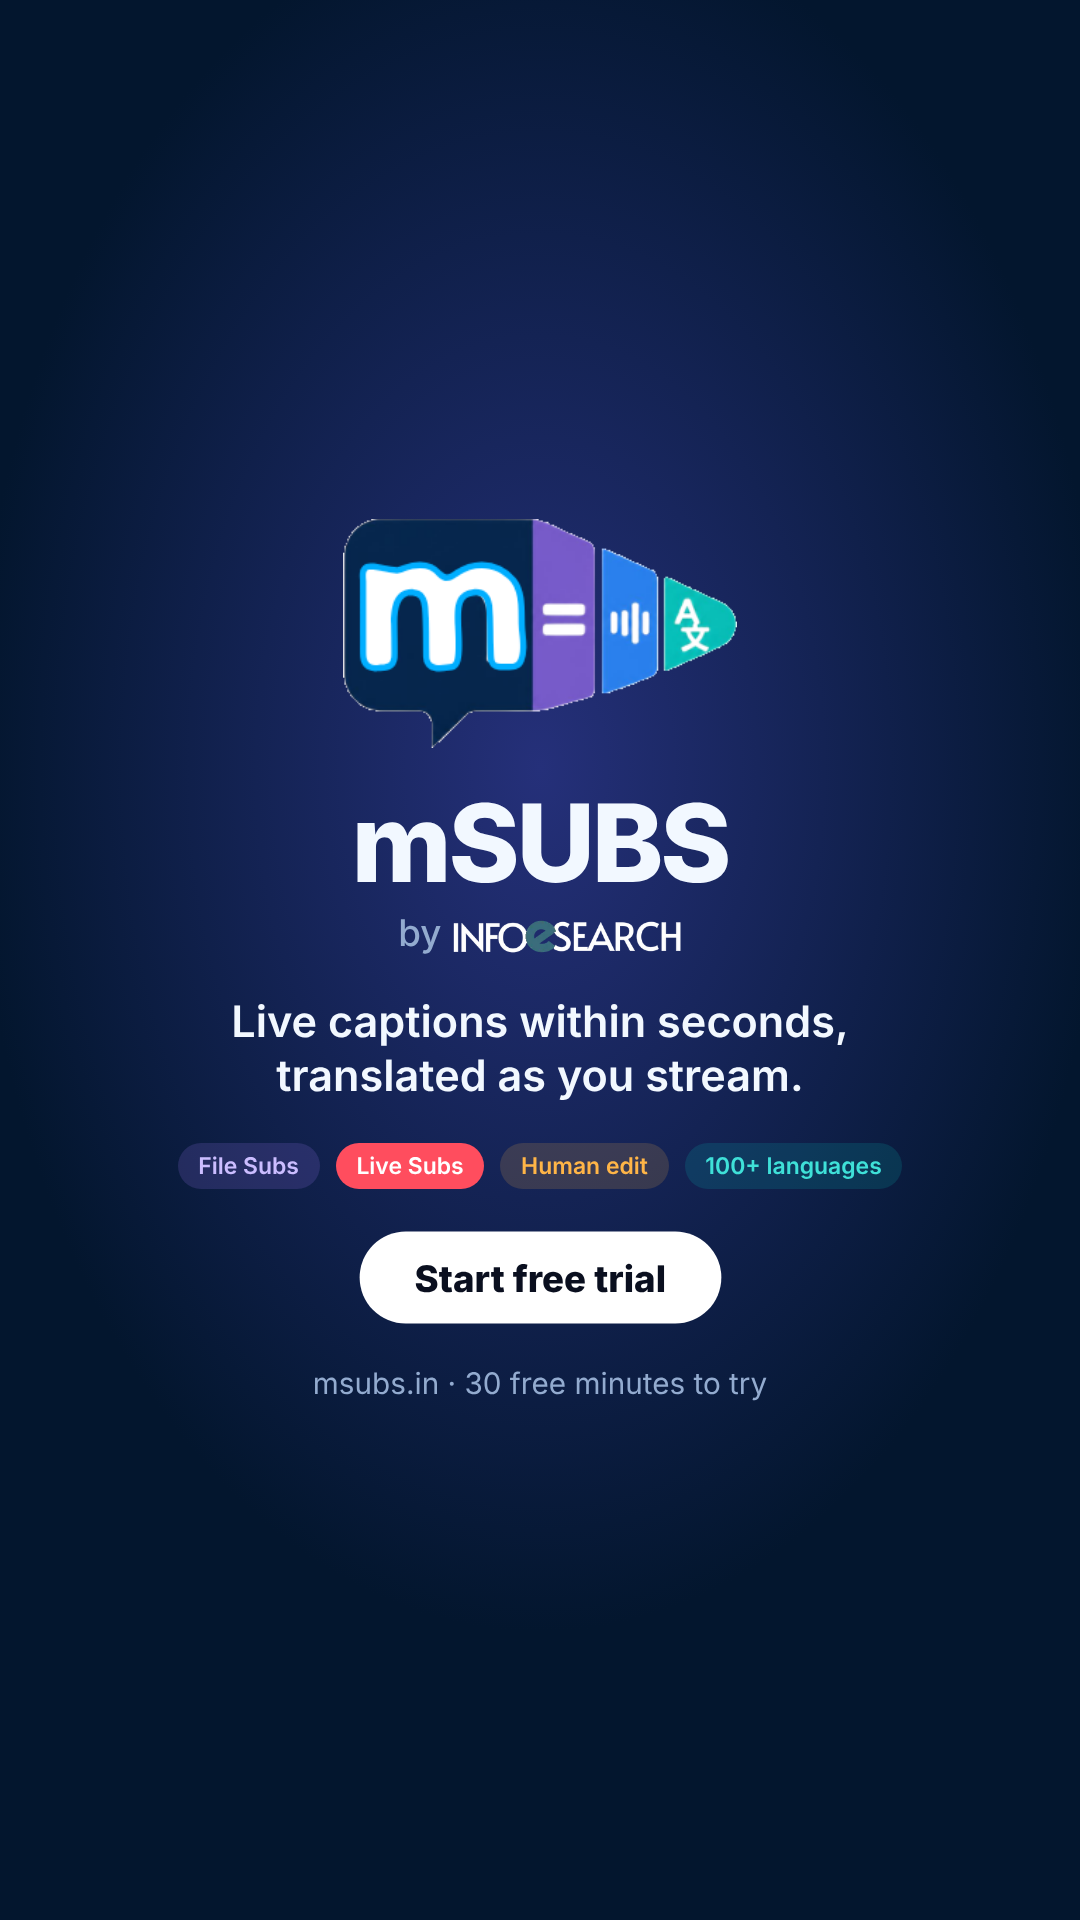 m
A
文
mSUBS
by INFOeSEARCH
Live captions within seconds,
translated as you stream.
File Subs Live Subs Human edit 100+ languages
Start free trial
msubs.in · 30 free minutes to try